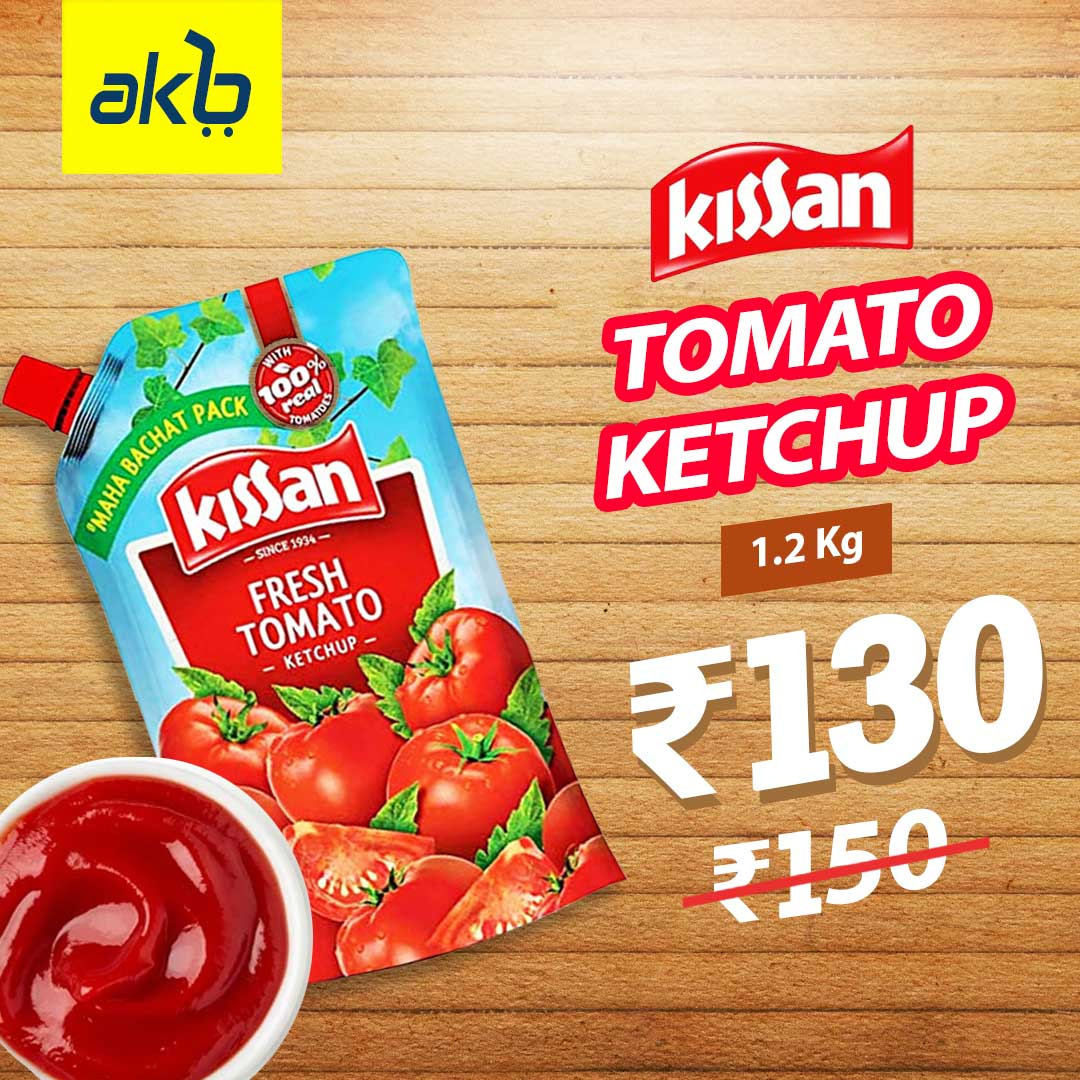 akb
KISSan
TOMATO
KETCHUP
1.2 Kg
₹130
₹150
WITH
100%
real
TOMATOES
*MAHA BACHAT PACK
KISSan
— SINCE 1934 —
FRESH
TOMATO
— KETCHUP —